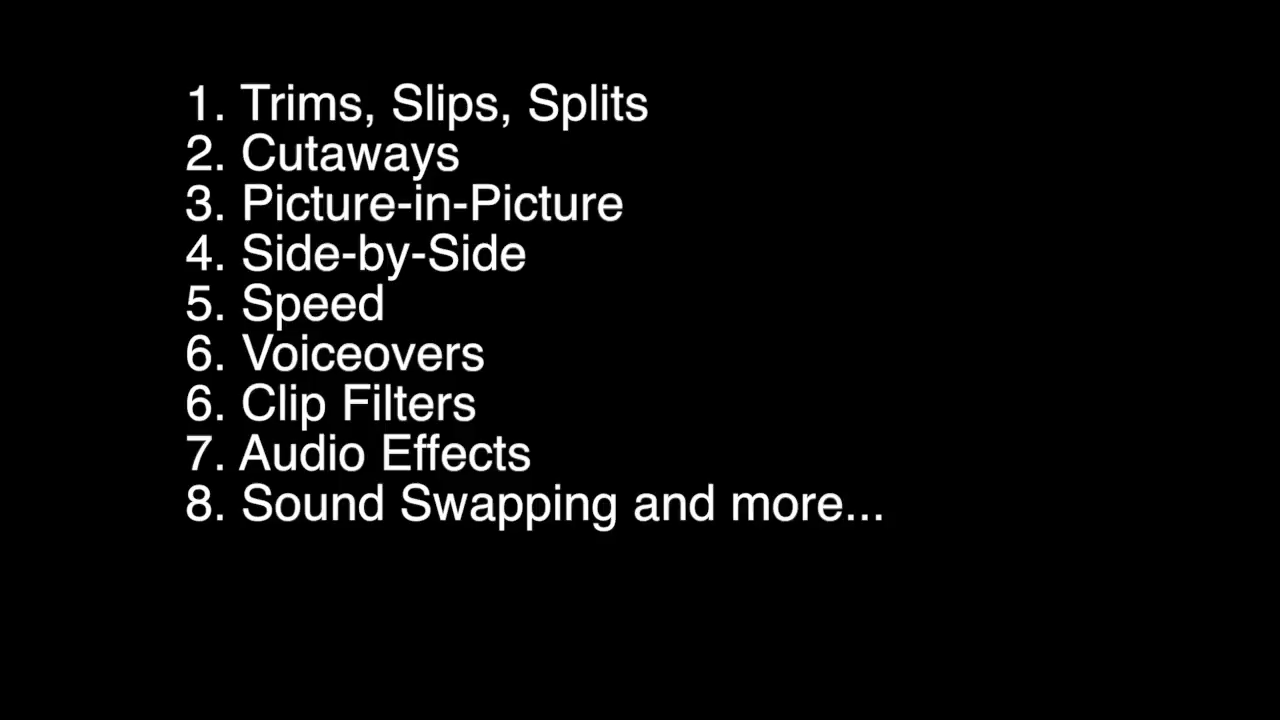 1. Trims, Slips, Splits
2. Cutaways
3. Picture-in-Picture
4. Side-by-Side
5. Speed
6. Voiceovers
6. Clip Filters
7. Audio Effects
8. Sound Swapping and more...